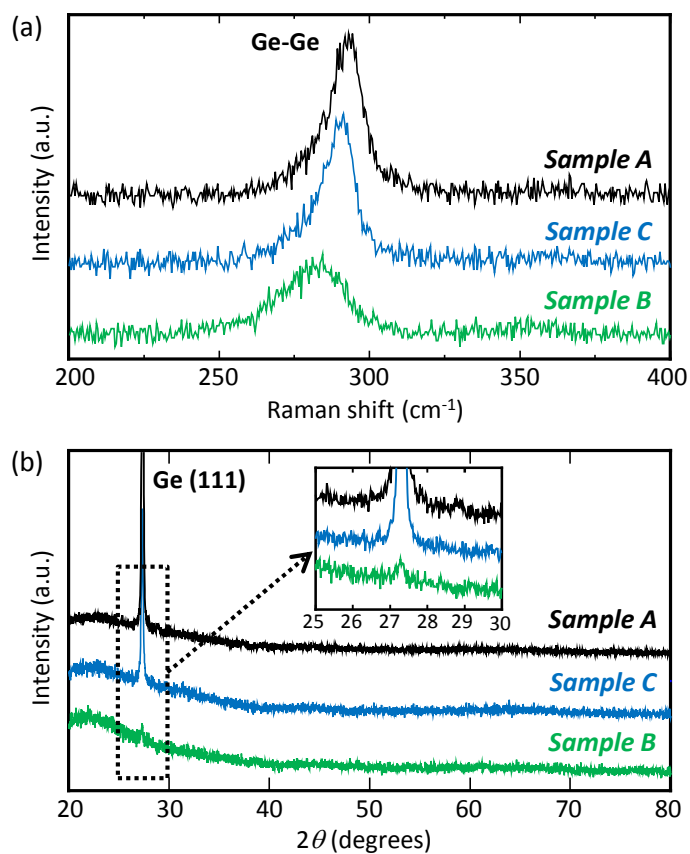 (a)
Ge-Ge
Intensity (a.u.)
Sample A
Sample C
Sample B
200 250 300 350 400
Raman shift (cm⁻¹)
(b)
Ge (111)
Intensity (a.u.)
25 26 27 28 29 30
Sample A
Sample C
Sample B
20 30 40 50 60 70 80
2θ (degrees)